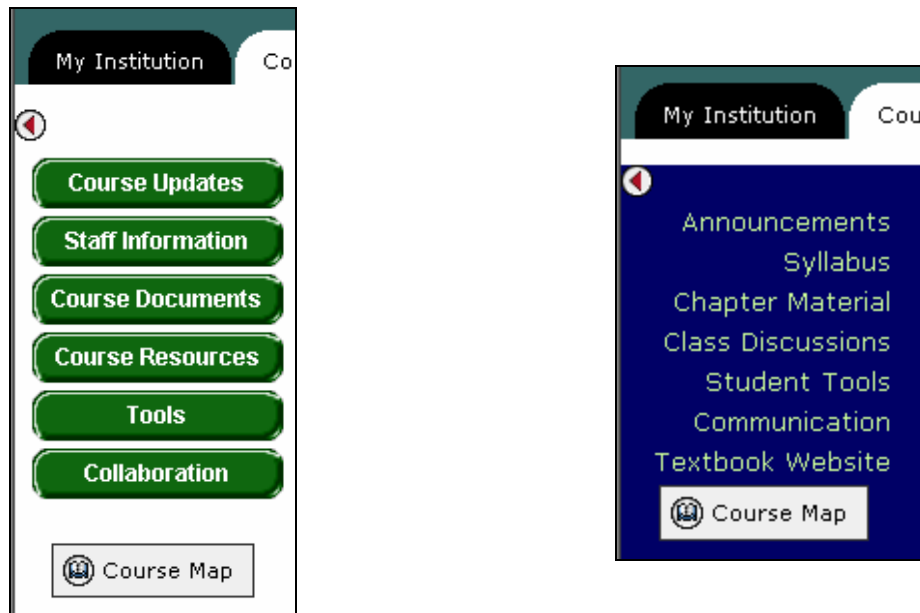 My Institution
Co
Course Updates
Staff Information
Course Documents
Course Resources
Tools
Collaboration
Course Map
My Institution
Cou
Announcements
Syllabus
Chapter Material
Class Discussions
Student Tools
Communication
Textbook Website
Course Map